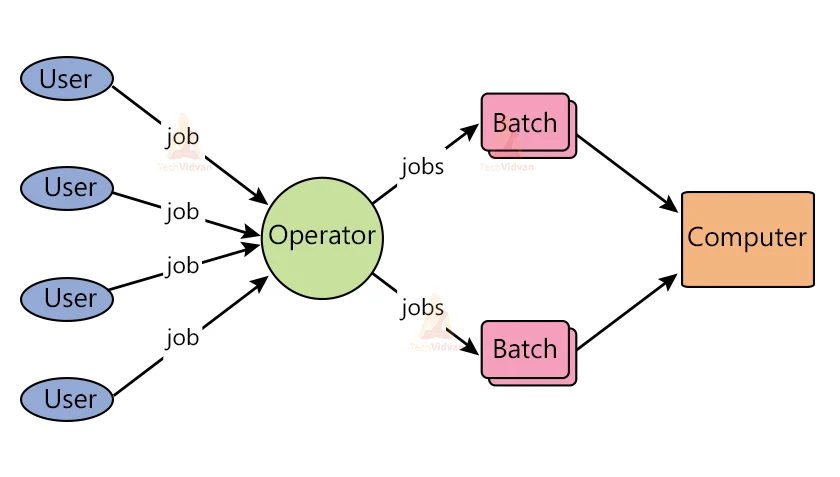 User
job
TechVidvan
User
job
User
job
User
job
Operator
jobs
Batch
TechVidvan
jobs
Batch
TechVidvan
Computer